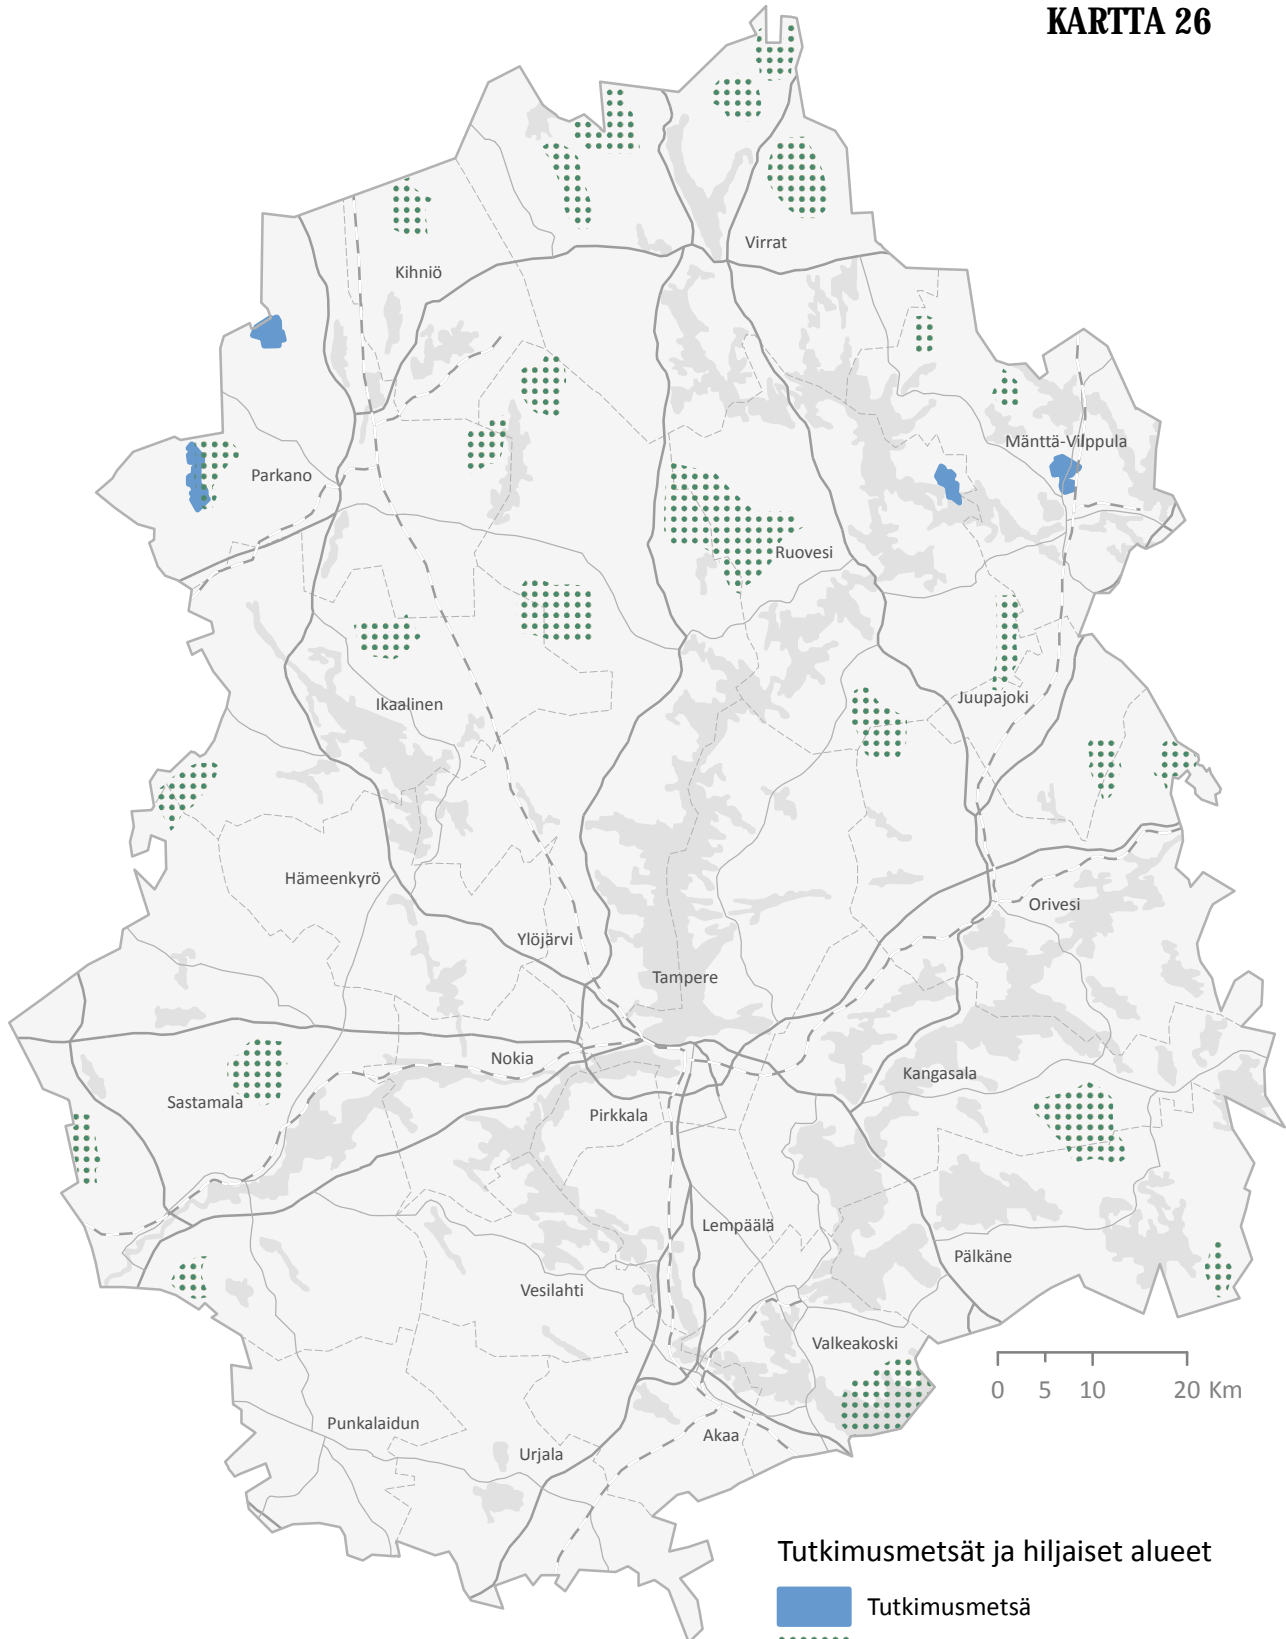 KARTTA 26
Virrat
Kihniö
Mänttä-Vilppula
Parkano
Ruovesi
Juupajoki
Ikaalinen
Hämeenkyrö
Orivesi
Ylöjärvi
Tampere
Nokia
Kangasala
Sastamala
Pirkkala
Lempäälä
Pälkäne
Vesilahti
Valkeakoski
0 5 10 20 Km
Punkalaidun
Akaa
Urjala
Tutkimusmetsät ja hiljaiset alueet
Tutkimusmetsä